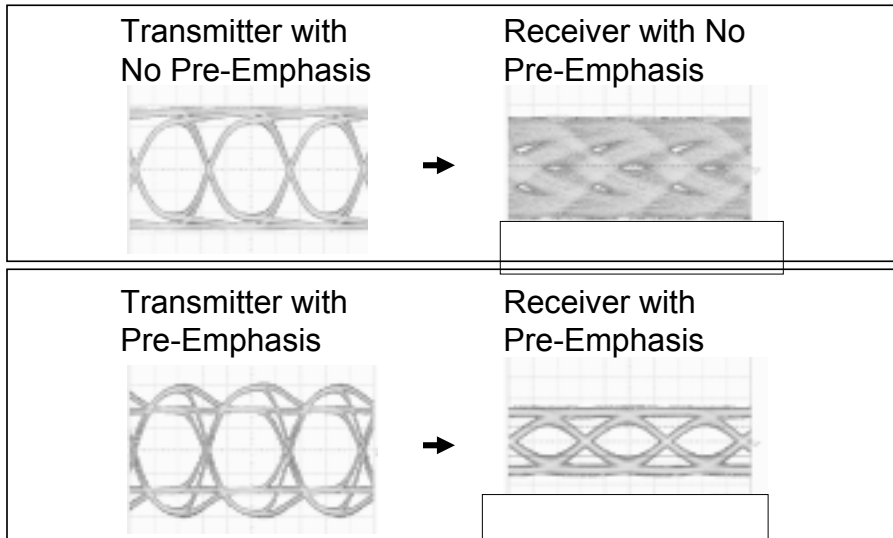 Transmitter with
No Pre-Emphasis
Receiver with No
Pre-Emphasis
Transmitter with
Pre-Emphasis
Receiver with
Pre-Emphasis